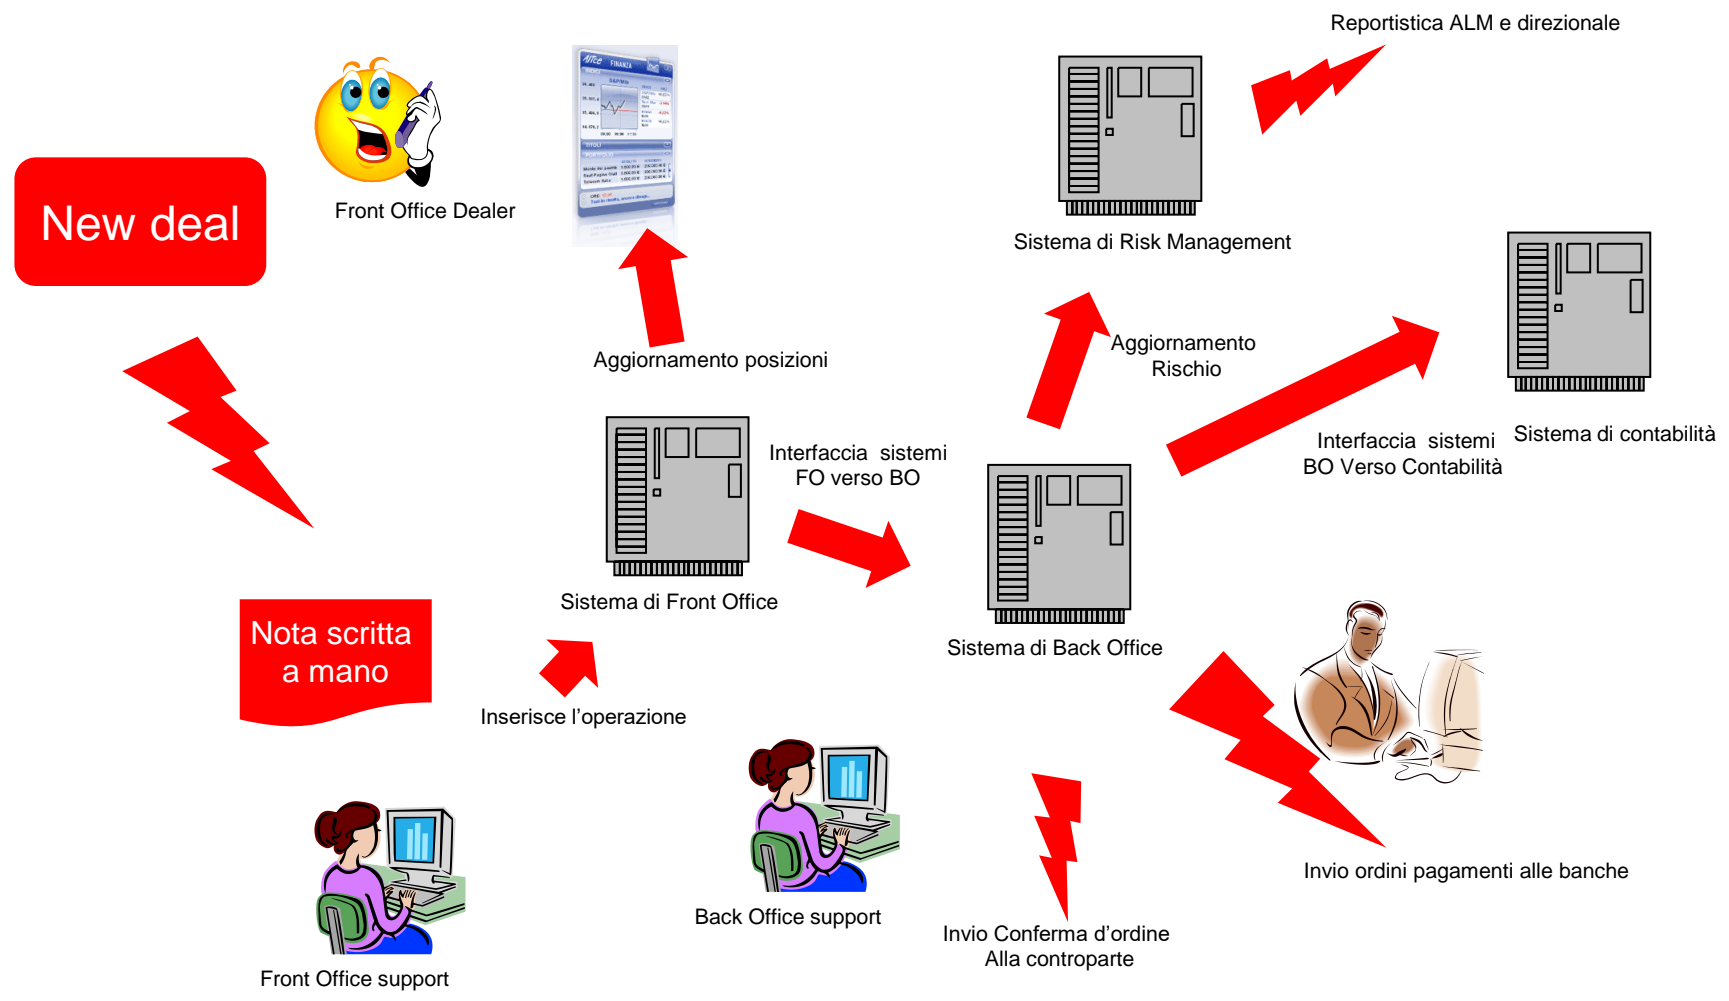 Reportistica ALM e direzionale
FINANZA
New deal
Front Office Dealer
Sistema di Risk Management
Aggiornamento posizioni
Aggiornamento
Rischio
Interfaccia sistemi
FO verso BO
Interfaccia sistemi
BO Verso Contabilità
Sistema di contabilità
Sistema di Front Office
Nota scritta
a mano
Sistema di Back Office
Inserisce l’operazione
Invio ordini pagamenti alle banche
Back Office support
Invio Conferma d’ordine
Alla controparte
Front Office support